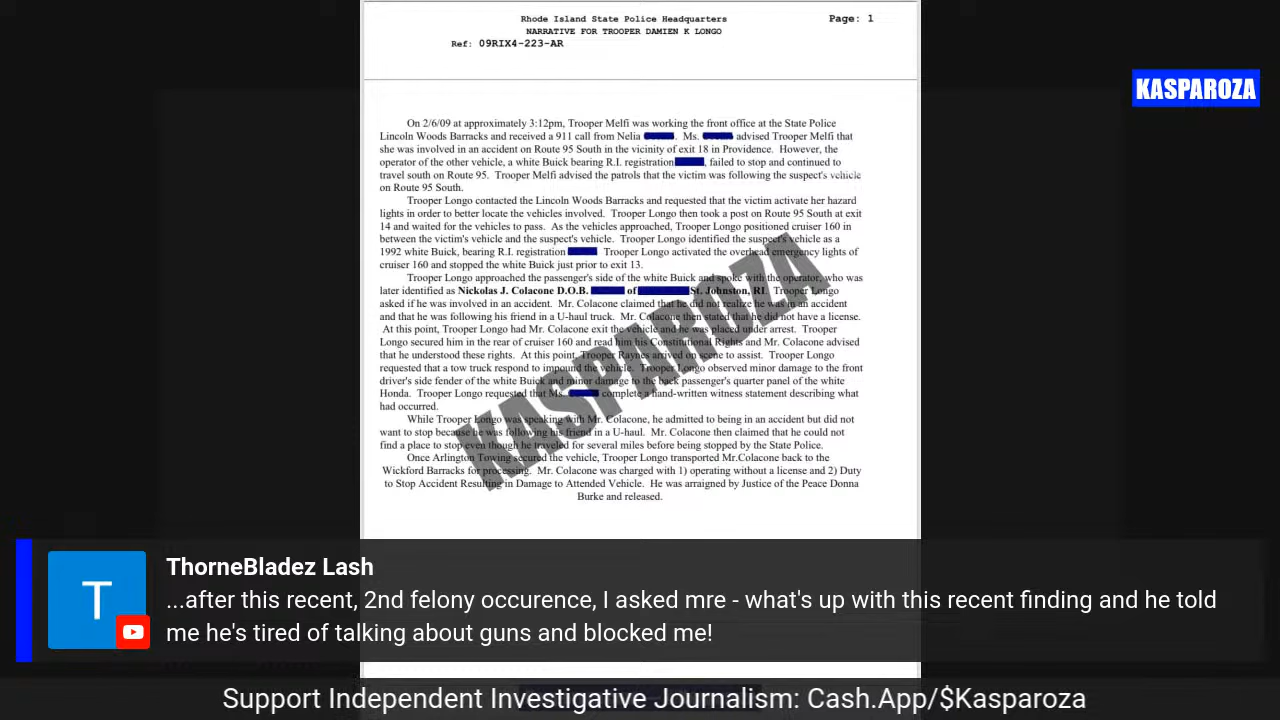 Rhode Island State Police Headquarters
Page: 1
NARRATIVE FOR TROOPER DAMIEN K LONGO
Ref: 09RIX4-223-AR
KASPAROZA
On 2/6/09 at approximately 3:12pm, Trooper Melfi was working the front office at the State Police
Lincoln Woods Barracks and received a 911 call from Nelia . Ms. advised Trooper Melfi that
she was involved in an accident on Route 95 South in the vicinity of exit 18 in Providence. However, the
operator of the other vehicle, a white Buick bearing R.I. registration , failed to stop and continued to
travel south on Route 95. Trooper Melfi advised the patrols that the victim was following the suspect's vehicle
on Route 95 South.
Trooper Longo contacted the Lincoln Woods Barracks and requested that the victim activate her hazard
lights in order to better locate the vehicles involved. Trooper Longo then took a post on Route 95 South at exit
14 and waited for the vehicles to pass. As the vehicles approached, Trooper Longo positioned cruiser 160 in
between the victim's vehicle and the suspect's vehicle. Trooper Longo identified the suspect's vehicle as a
1992 white Buick, bearing R.I. registration Trooper Longo activated the overhead emergency lights of
cruiser 160 and stopped the white Buick just prior to exit 13.
Trooper Longo approached the passenger's side of the white Buick and spoke with the operator, who was
later identified as Nickolas J. Colacone D.O.B. of St. Johnston, RI. Trooper Longo
asked if he was involved in an accident. Mr. Colacone claimed that he did not realize he was in an accident
and that he was following his friend in a U-haul truck. Mr. Colacone then stated that he did not have a license.
At this point, Trooper Longo had Mr. Colacone exit the vehicle and he was placed under arrest. Trooper
Longo secured him in the rear of cruiser 160 and read him his Constitutional Rights and Mr. Colacone advised
that he understood these rights. At this point, Trooper Raynes arrived on scene to assist. Trooper Longo
requested that a tow truck respond to impound the vehicle. Trooper Longo observed minor damage to the front
driver's side fender of the white Buick and minor damage to the back passenger's quarter panel of the white
Honda. Trooper Longo requested that Ms. complete a hand-written witness statement describing what
had occurred.
While Trooper Longo was speaking with Mr. Colacone, he admitted to being in an accident but did not
want to stop because he was following his friend in a U-haul. Mr. Colacone then claimed that he could not
find a place to stop even though he traveled for several miles before being stopped by the State Police.
Once Arlington Towing secured the vehicle, Trooper Longo transported Mr.Colacone back to the
Wickford Barracks for processing. Mr. Colacone was charged with 1) operating without a license and 2) Duty
to Stop Accident Resulting in Damage to Attended Vehicle. He was arraigned by Justice of the Peace Donna
Burke and released.
KASPAROZA
T
ThorneBladez Lash
...after this recent, 2nd felony occurence, I asked mre - what's up with this recent finding and he told
me he's tired of talking about guns and blocked me!
Support Independent Investigative Journalism: Cash.App/$Kasparoza